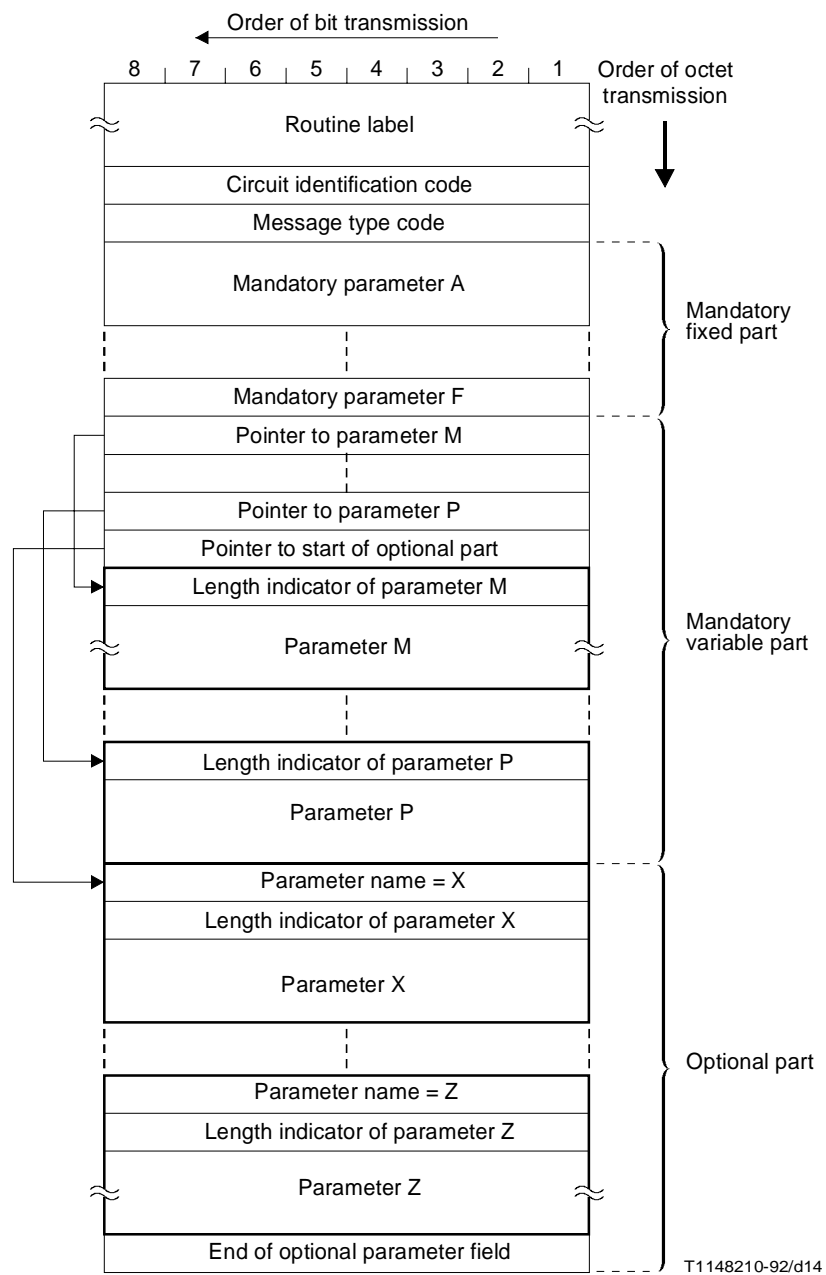 Order of bit transmission
8 7 6 5 4 3 2 1
Order of octet
transmission
Routine label
Circuit identification code
Message type code
Mandatory parameter A
Mandatory
fixed part
Mandatory parameter F
Pointer to parameter M
Pointer to parameter P
Pointer to start of optional part
Length indicator of parameter M
Parameter M
Mandatory
variable part
Length indicator of parameter P
Parameter P
Parameter name = X
Length indicator of parameter X
Parameter X
Optional part
Parameter name = Z
Length indicator of parameter Z
Parameter Z
End of optional parameter field
T1148210-92/d14